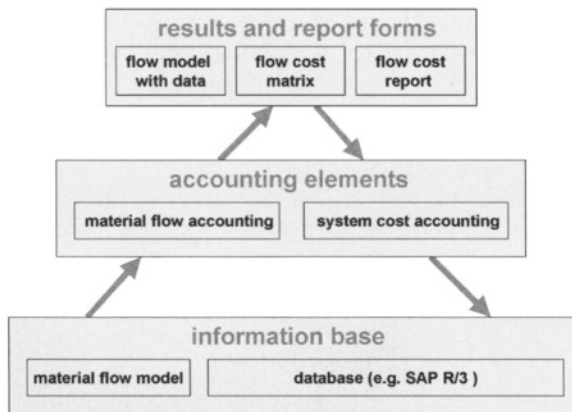 results and report forms
flow model
with data
flow cost
matrix
flow cost
report
accounting elements
material flow accounting
system cost accounting
information base
material flow model
database (e.g. SAP R/3 )